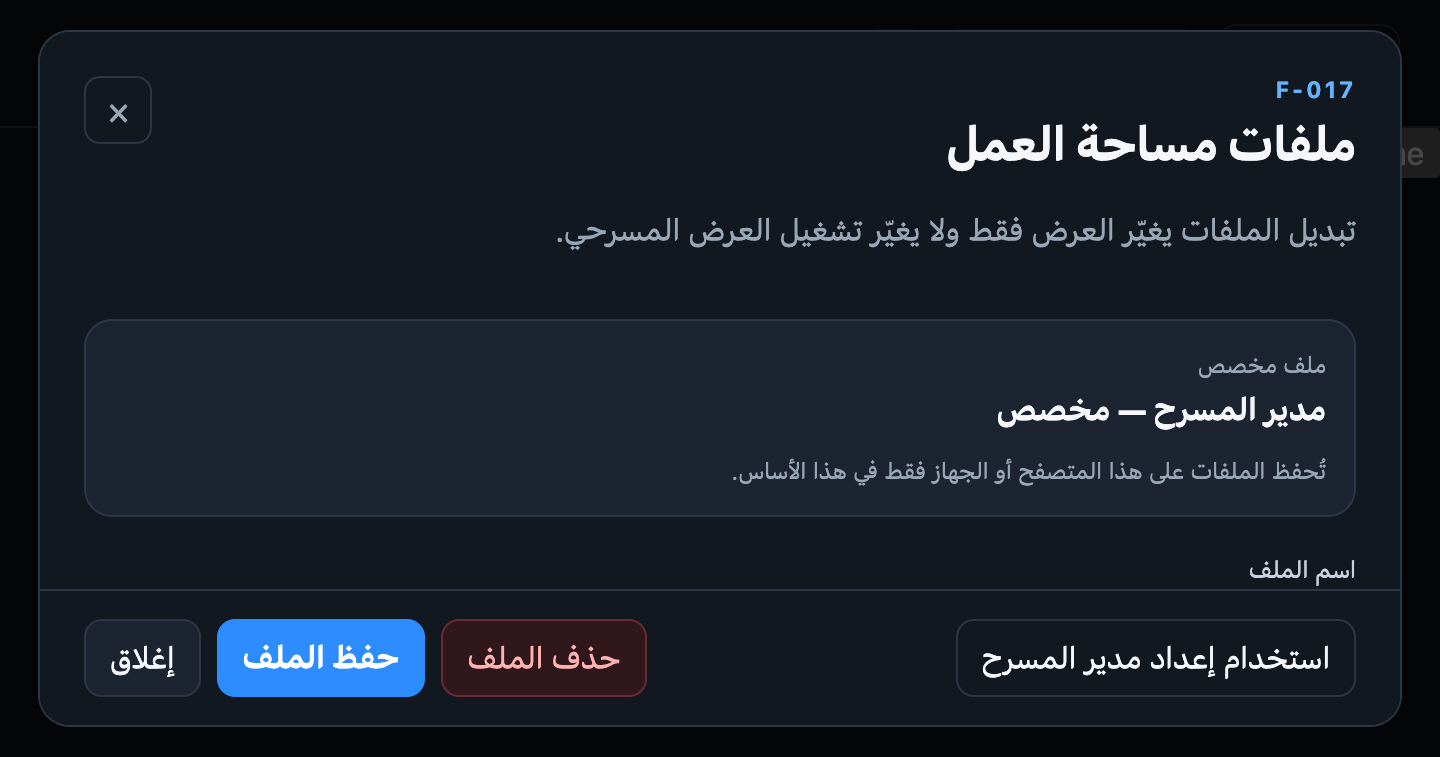 F-017
ملفات مساحة العمل
تبديل الملفات يغيّر العرض فقط ولا يغيّر تشغيل العرض المسرحي.
ملف مخصص
مدير المسرح — مخصص
تُحفظ الملفات على هذا المتصفح أو الجهاز فقط في هذا الأساس.
اسم الملف
استخدام إعداد مدير المسرح
حذف الملف
حفظ الملف
إغلاق